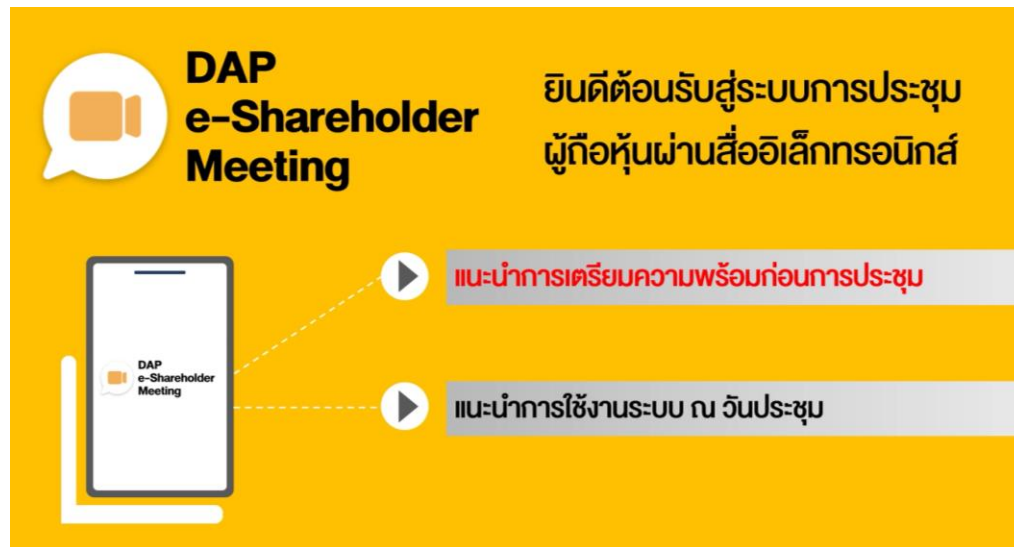 DAP
e-Shareholder
Meeting
ยินดีต้อนรับสู่ระบบการประชุม
ผู้ถือหุ้นผ่านสื่ออิเล็กทรอนิกส์
แนะนำการเตรียมความพร้อมก่อนการประชุม
DAP
e-Shareholder
Meeting
แนะนำการใช้งานระบบ ณ วันประชุม